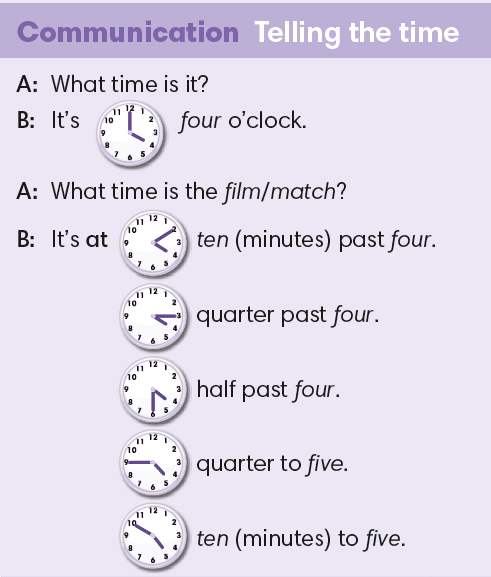 Communication Telling the time
A: What time is it?
B: It's four o'clock.
A: What time is the film/match?
B: It's at ten (minutes) past four.
quarter past four.
half past four.
quarter to five.
ten (minutes) to five.